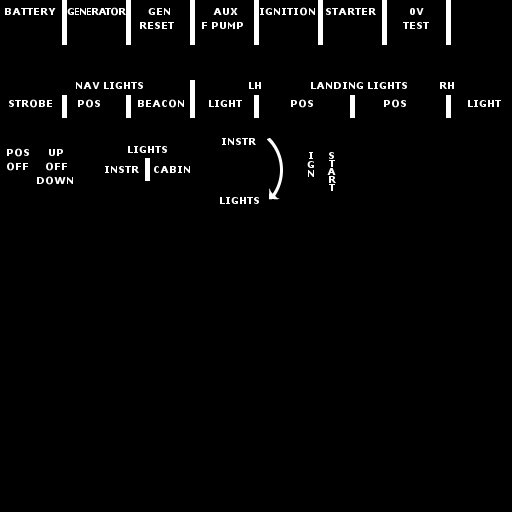 BATTERY GENERATOR GEN AUX IGNITION STARTER 0V
RESET F PUMP TEST
NAV LIGHTS LH LANDING LIGHTS RH
STROBE POS BEACON LIGHT POS POS LIGHT
INSTR
LIGHTS
POS UP
OFF OFF
DOWN
LIGHTS
INSTR CABIN
IGN
START